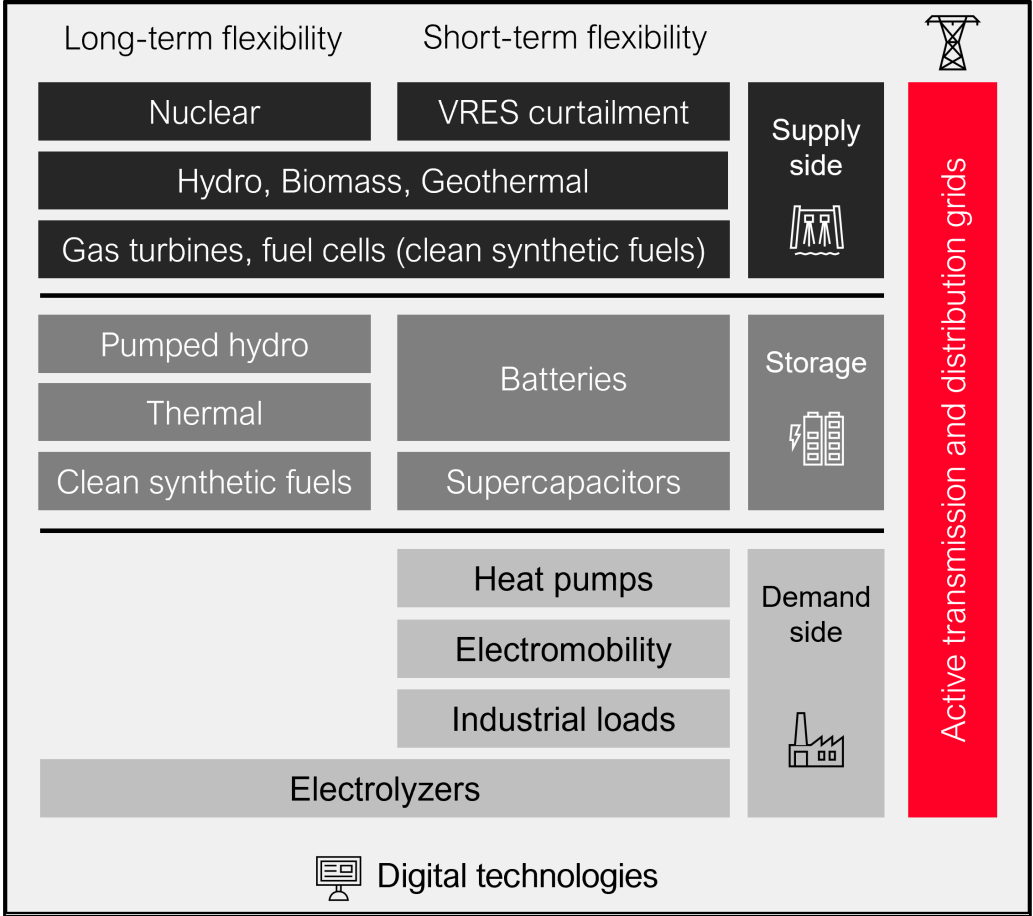 Long-term flexibility
Short-term flexibility
Nuclear
VRES curtailment
Supply
side
Hydro, Biomass, Geothermal
Gas turbines, fuel cells (clean synthetic fuels)
Pumped hydro
Batteries
Storage
Thermal
Clean synthetic fuels
Supercapacitors
Heat pumps
Demand
side
Electromobility
Industrial loads
Electrolyzers
Active transmission and distribution grids
Digital technologies